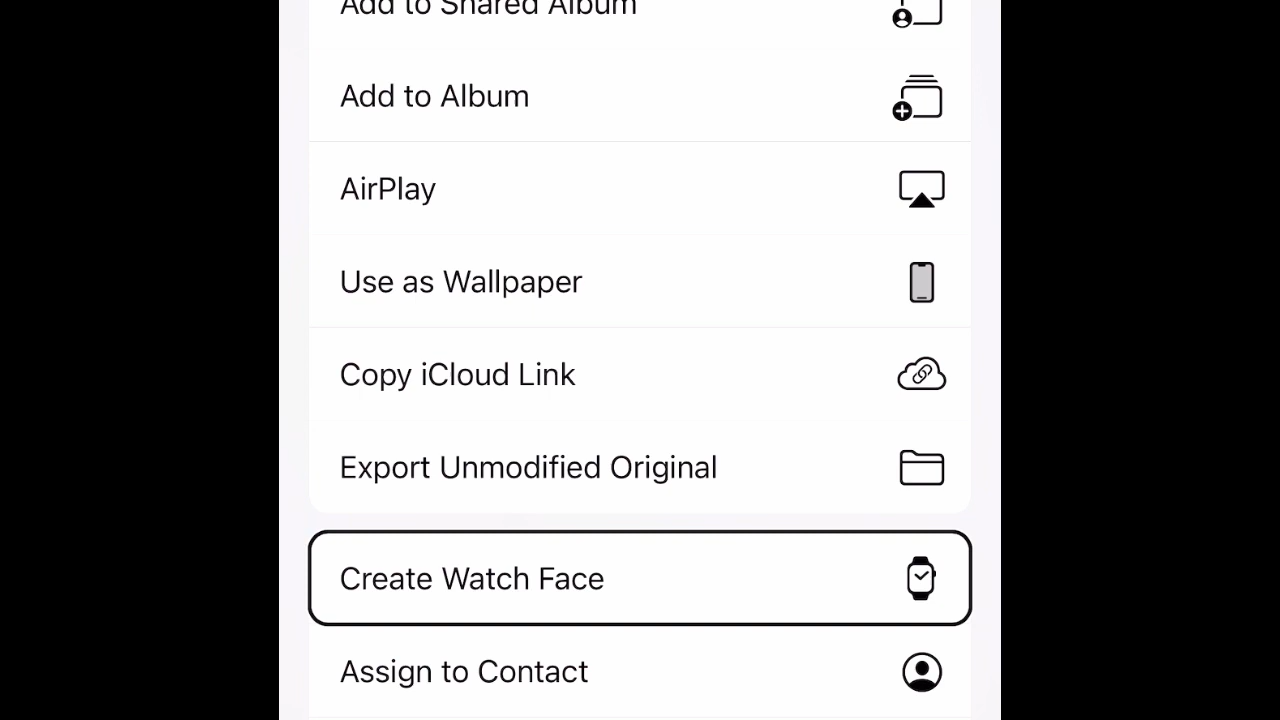 Add to Shared Album
Add to Album
AirPlay
Use as Wallpaper
Copy iCloud Link
Export Unmodified Original
Create Watch Face
Assign to Contact